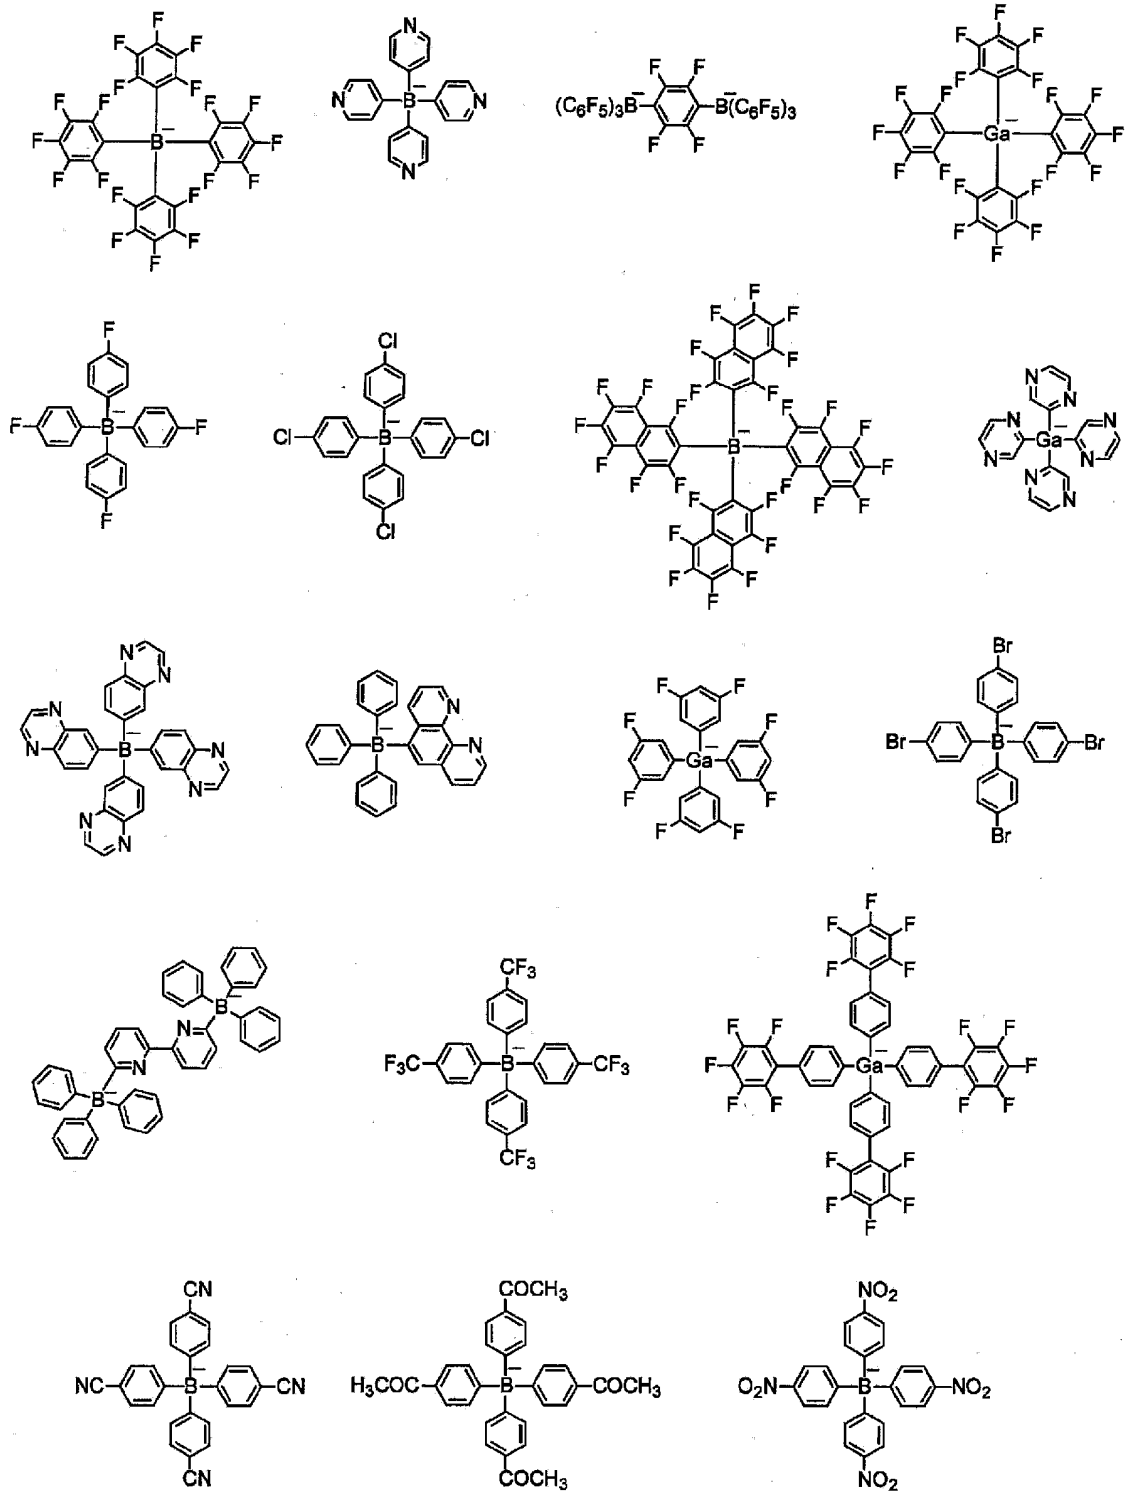 F
F F
F F
F F F F
F B− F
F F F F
F F
F F
F
N
N B− N
N
F F
(C6F5)3B− −B(C6F5)3
F F
F
F F
F F
F F F F
F Ga− F
F F F F
F F
F F
F
F
F B− F
F
Cl
Cl B− Cl
Cl
F
F F
F F
F F
F F F F F
F F
F B− F
F F F F
F F F F
F F
F F
F F
F
N
N
N N
Ga−
N N
N
N
N
N
N
N B− N
N
N
N
N
B−
N
F F
F F
Ga−
F F
F F
Br
Br B− Br
Br
B−
N
N
B−
CF3
F3C B− CF3
CF3
F
F F
F F
F F F F
F Ga− F
F F F F
F F
F F
F
CN
NC B− CN
CN
COCH3
H3COC B− COCH3
COCH3
NO2
O2N B− NO2
NO2